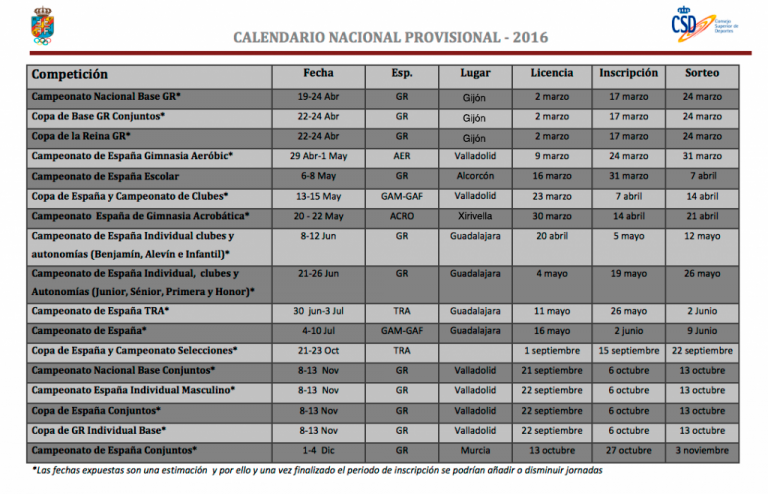 CALENDARIO NACIONAL PROVISIONAL - 2016
CSD Consejo Superior de Deportes
Competición Fecha Esp. Lugar Licencia Inscripción Sorteo
Campeonato Nacional Base GR* 19-24 Abr GR Gijón 2 marzo 17 marzo 24 marzo
Copa de Base GR Conjuntos* 22-24 Abr GR Gijón 2 marzo 17 marzo 24 marzo
Copa de la Reina GR* 22-24 Abr GR Gijón 2 marzo 17 marzo 24 marzo
Campeonato de España Gimnasia Aeróbic* 29 Abr-1 May AER Valladolid 9 marzo 24 marzo 31 marzo
Campeonato de España Escolar 6-8 May GR Alcorcón 16 marzo 31 marzo 7 abril
Copa de España y Campeonato de Clubes* 13-15 May GAM-GAF Valladolid 23 marzo 7 abril 14 abril
Campeonato España de Gimnasia Acrobática* 20 - 22 May ACRO Xirivella 30 marzo 14 abril 21 abril
Campeonato de España Individual clubes y
autonomías (Benjamín, Alevín e Infantil)* 8-12 Jun GR Guadalajara 20 abril 5 mayo 12 mayo
Campeonato de España Individual, clubes y
Autonomías (Junior, Sénior, Primera y Honor)* 21-26 Jun GR Guadalajara 4 mayo 19 mayo 26 mayo
Campeonato de España TRA* 30 jun-3 Jul TRA Guadalajara 11 mayo 26 mayo 2 Junio
Campeonato de España* 4-10 Jul GAM-GAF Guadalajara 16 mayo 2 junio 9 Junio
Copa de España y Campeonato Selecciones* 21-23 Oct TRA 1 septiembre 15 septiembre 22 septiembre
Campeonato Nacional Base Conjuntos* 8-13 Nov GR Valladolid 21 septiembre 6 octubre 13 octubre
Campeonato España Individual Masculino* 8-13 Nov GR Valladolid 22 septiembre 6 octubre 13 octubre
Copa de España Conjuntos* 8-13 Nov GR Valladolid 22 septiembre 6 octubre 13 octubre
Copa de GR Individual Base* 8-13 Nov GR Valladolid 22 septiembre 6 octubre 13 octubre
Campeonato de España Conjuntos* 1-4 Dic GR Murcia 13 octubre 27 octubre 3 noviembre
*Las fechas expuestas son una estimación y por ello y una vez finalizado el periodo de inscripción se podrían añadir o disminuir jornadas